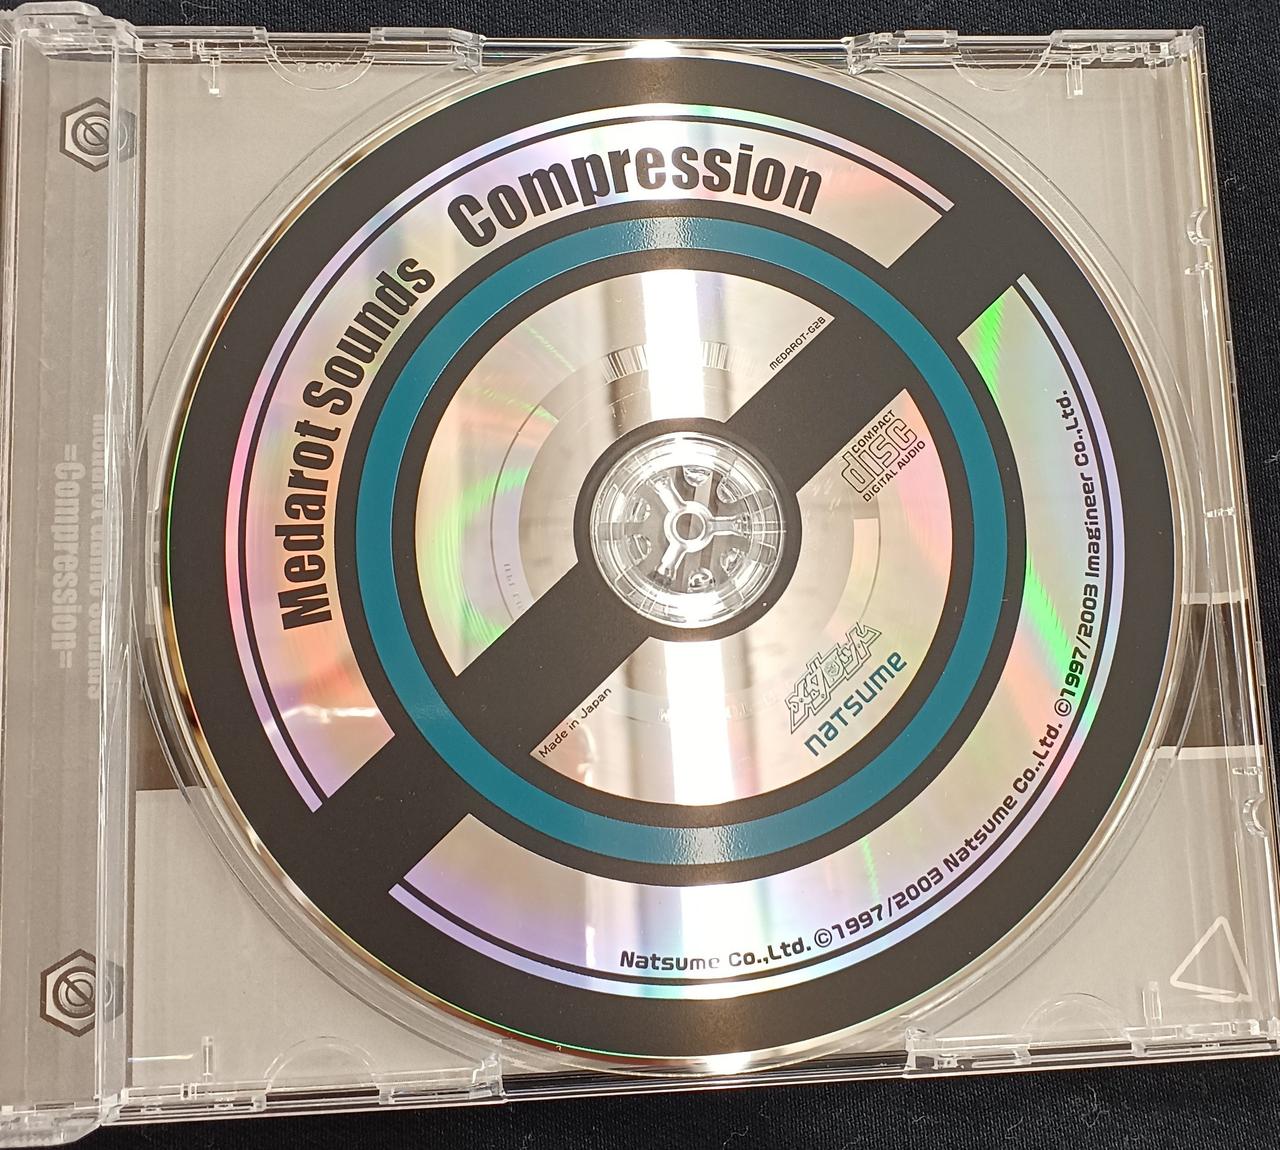 Medarot Sounds Compression
MEDAROT-G2B
COMPACT
disc
DIGITAL AUDIO
メダロット
natsume
Made in Japan
Natsume Co.,Ltd. ©1997/2003 Natsume Co.,Ltd. ©1997/2003 Imagineer Co.,Ltd.
=Compression=